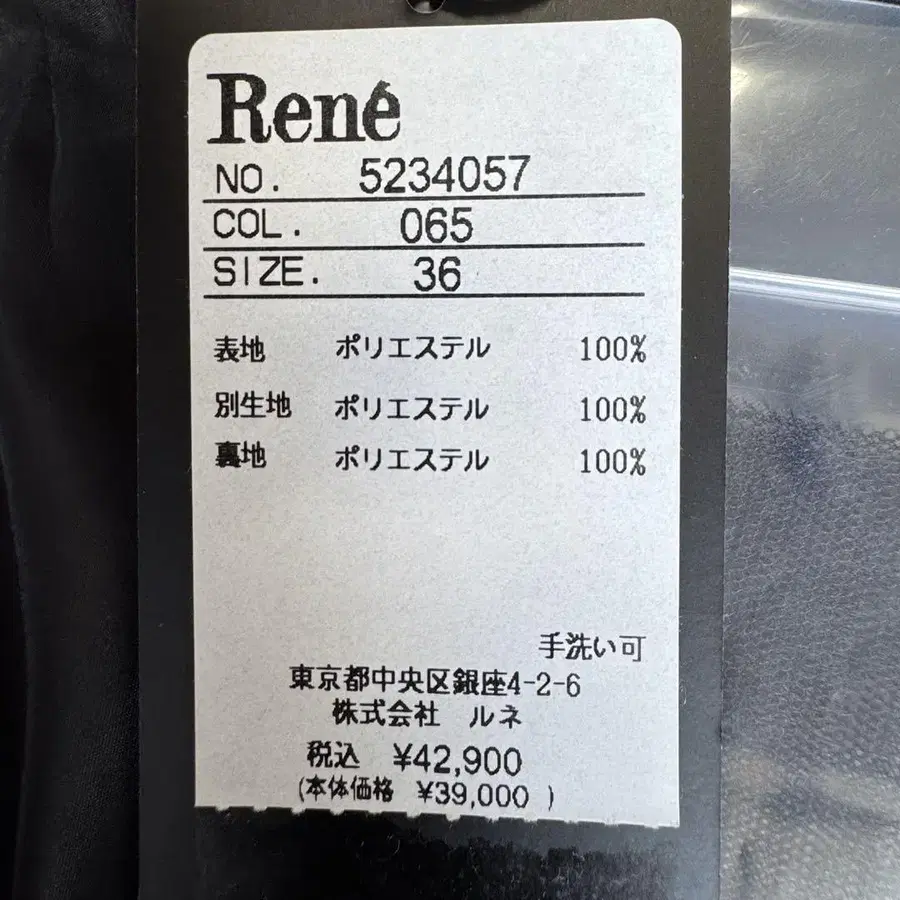 René
NO. 5234057
COL. 065
SIZE. 36
表地 ポリエステル 100%
別生地 ポリエステル 100%
裏地 ポリエステル 100%
手洗い可
東京都中央区銀座4-2-6
株式会社 ルネ
税込 ¥42,900
(本体価格 ¥39,000 )